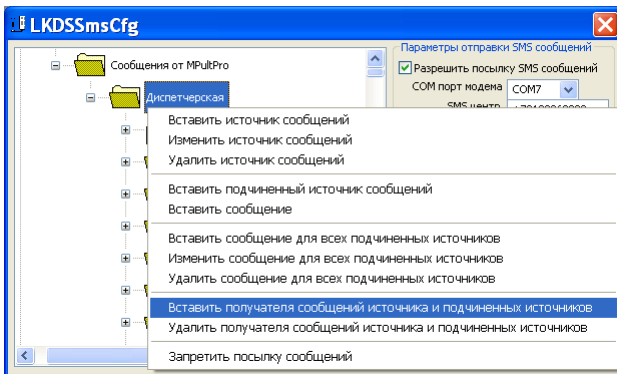 LKDSSmsCfg
Сообщения от MPultPro
Диспетчерская
Параметры отправки SMS сообщений
Разрешить посылку SMS сообщений
COM порт модема COM7
Вставить источник сообщений
Изменить источник сообщений
Удалить источник сообщений
Вставить подчиненный источник сообщений
Вставить сообщение
Вставить сообщение для всех подчиненных источников
Изменить сообщение для всех подчиненных источников
Удалить сообщение для всех подчиненных источников
Вставить получателя сообщений источника и подчиненных источников
Удалить получателя сообщений источника и подчиненных источников
Запретить посылку сообщений